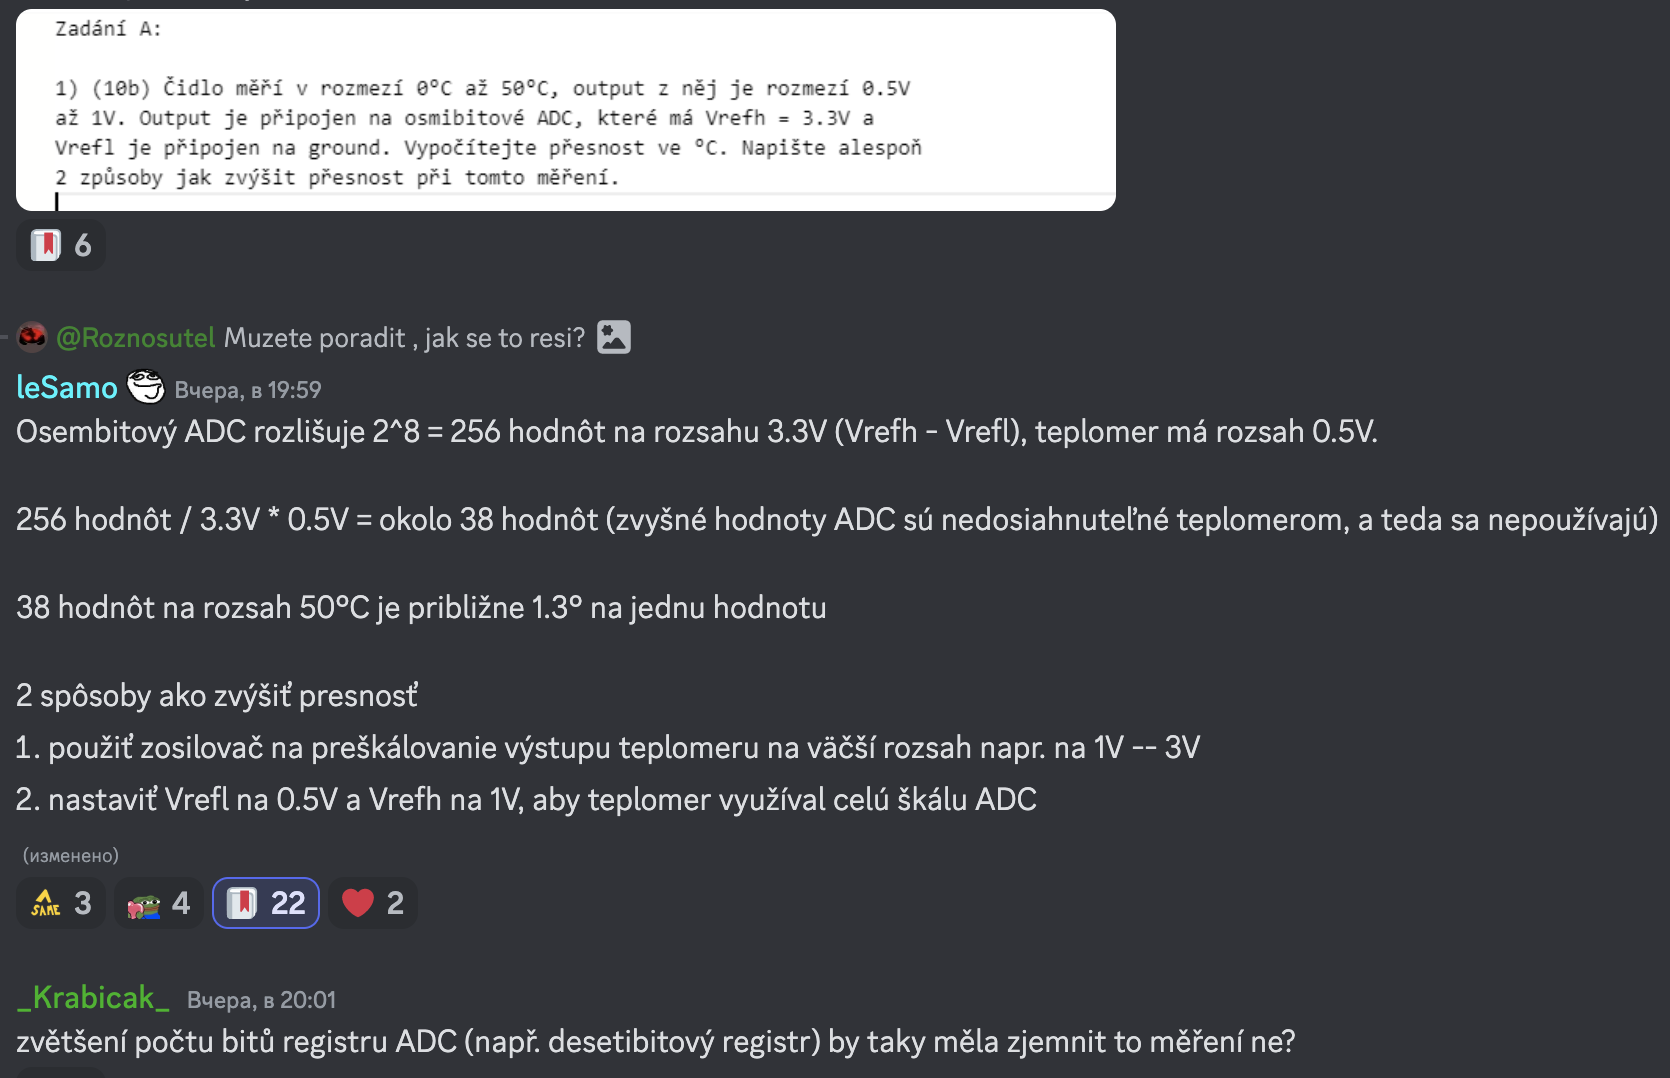 Zadání A:
1) (10b) Čidlo měří v rozmezí 0°C až 50°C, output z něj je rozmezí 0.5V
až 1V. Output je připojen na osmibitové ADC, které má Vrefh = 3.3V a
Vrefl je připojen na ground. Vypočítejte přesnost ve °C. Napište alespoň
2 způsoby jak zvýšit přesnost při tomto měření.
6
@Roznosutel Muzete poradit , jak se to resi?
leSamo Вчера, в 19:59
Osembitový ADC rozlišuje 2^8 = 256 hodnôt na rozsahu 3.3V (Vrefh - Vrefl), teplomer má rozsah 0.5V.
256 hodnôt / 3.3V * 0.5V = okolo 38 hodnôt (zvyšné hodnoty ADC sú nedosiahnuteľné teplomerom, a teda sa nepoužívajú)
38 hodnôt na rozsah 50°C je približne 1.3° na jednu hodnotu
2 spôsoby ako zvýšiť presnosť
1. použiť zosilovač na preškálovanie výstupu teplomeru na väčší rozsah napr. na 1V -- 3V
2. nastaviť Vrefl na 0.5V a Vrefh na 1V, aby teplomer využíval celú škálu ADC
(изменено)
SAME 3 4 22 2
_Krabicak_ Вчера, в 20:01
zvětšení počtu bitů registru ADC (např. desetibitový registr) by taky měla zjemnit to měření ne?